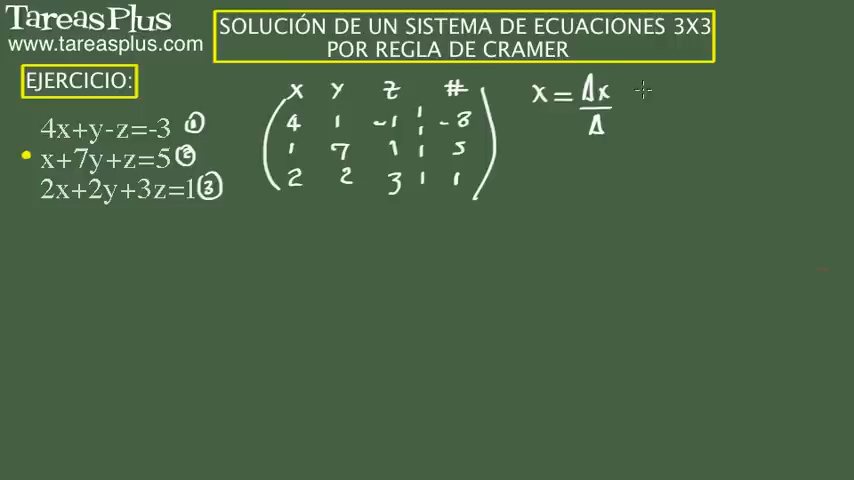 TareasPlus
www.tareasplus.com
SOLUCIÓN DE UN SISTEMA DE ECUACIONES 3X3
POR REGLA DE CRAMER
EJERCICIO:
4x+y-z=-3 ①
x+7y+z=5 ②
2x+2y+3z=1 ③
x y z #
4 1 -1 ¦ -8
1 7 1 ¦ 5
2 2 3 ¦ 1
x = Δx
Δ